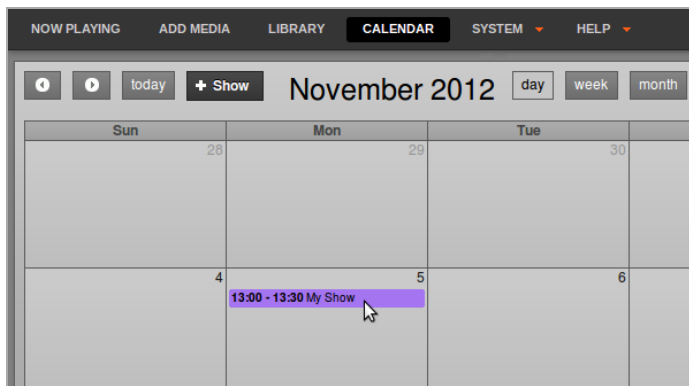 NOW PLAYING ADD MEDIA LIBRARY CALENDAR SYSTEM HELP
today + Show November 2012 day week month
Sun Mon Tue
28 29 30
4 5 6
13:00 - 13:30 My Show